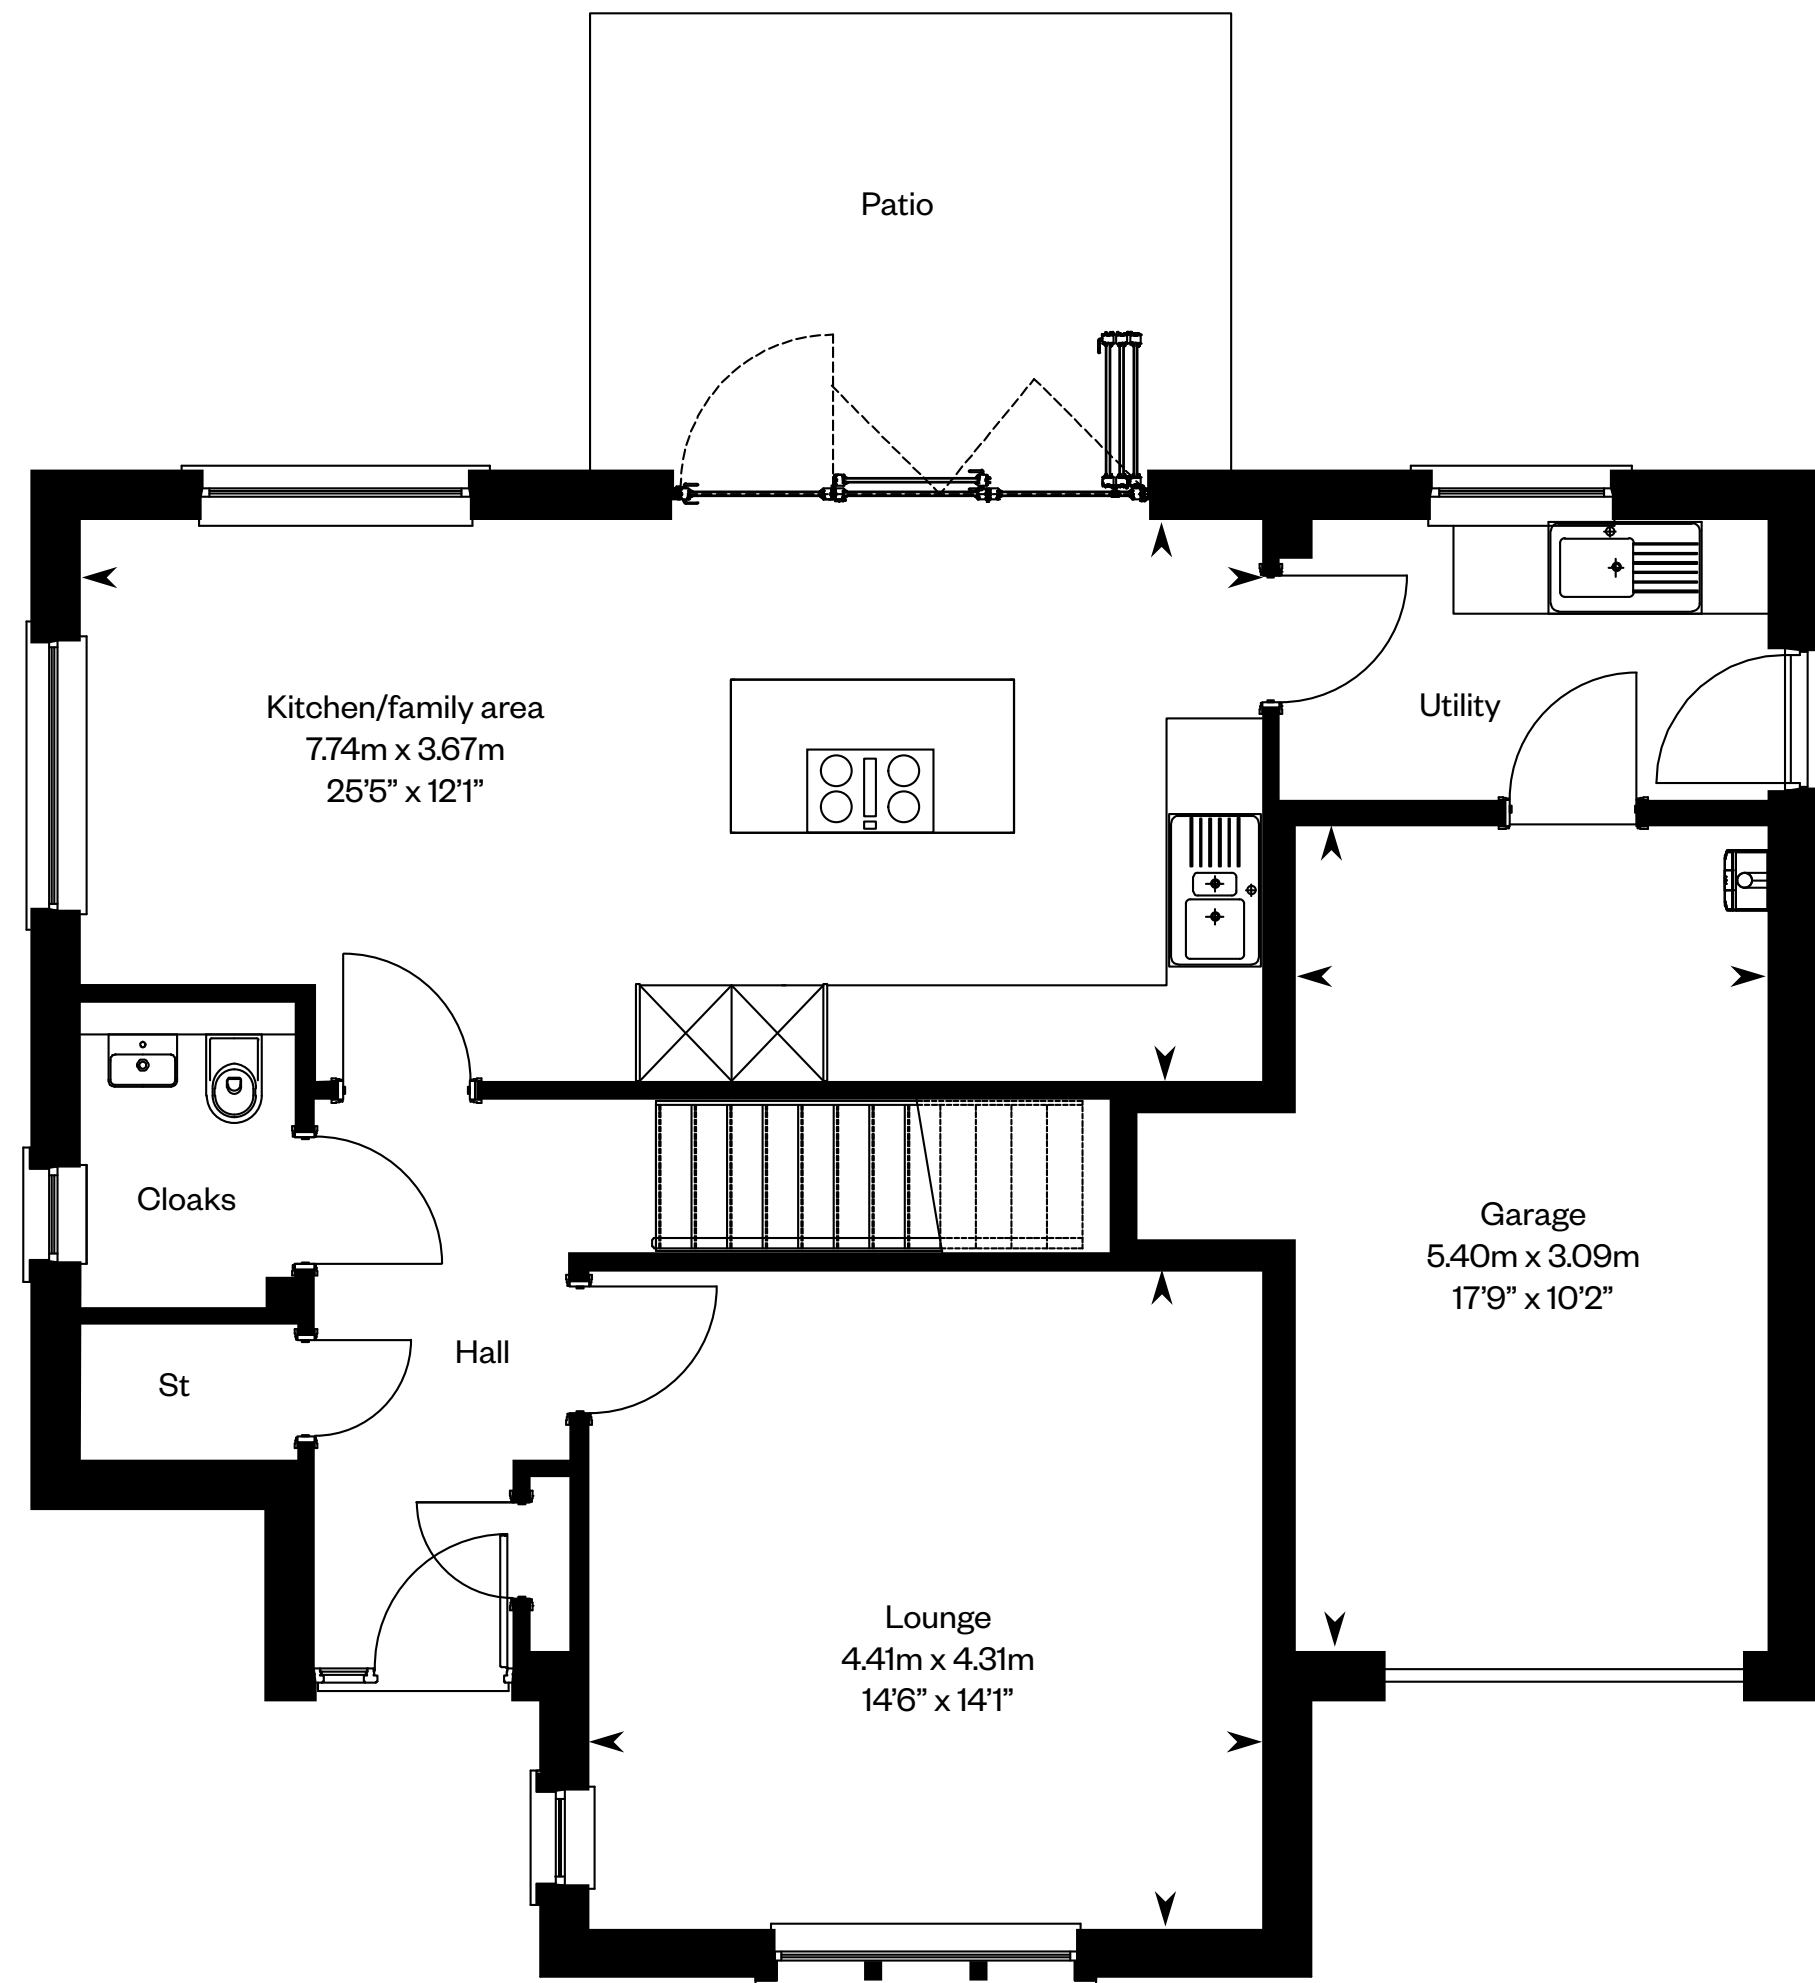 Patio
Kitchen/family area
7.74m x 3.67m
25’5” x 12’1”
Utility
Cloaks
Garage
5.40m x 3.09m
17’9” x 10’2”
Hall
St
Lounge
4.41m x 4.31m
14’6” x 14’1”